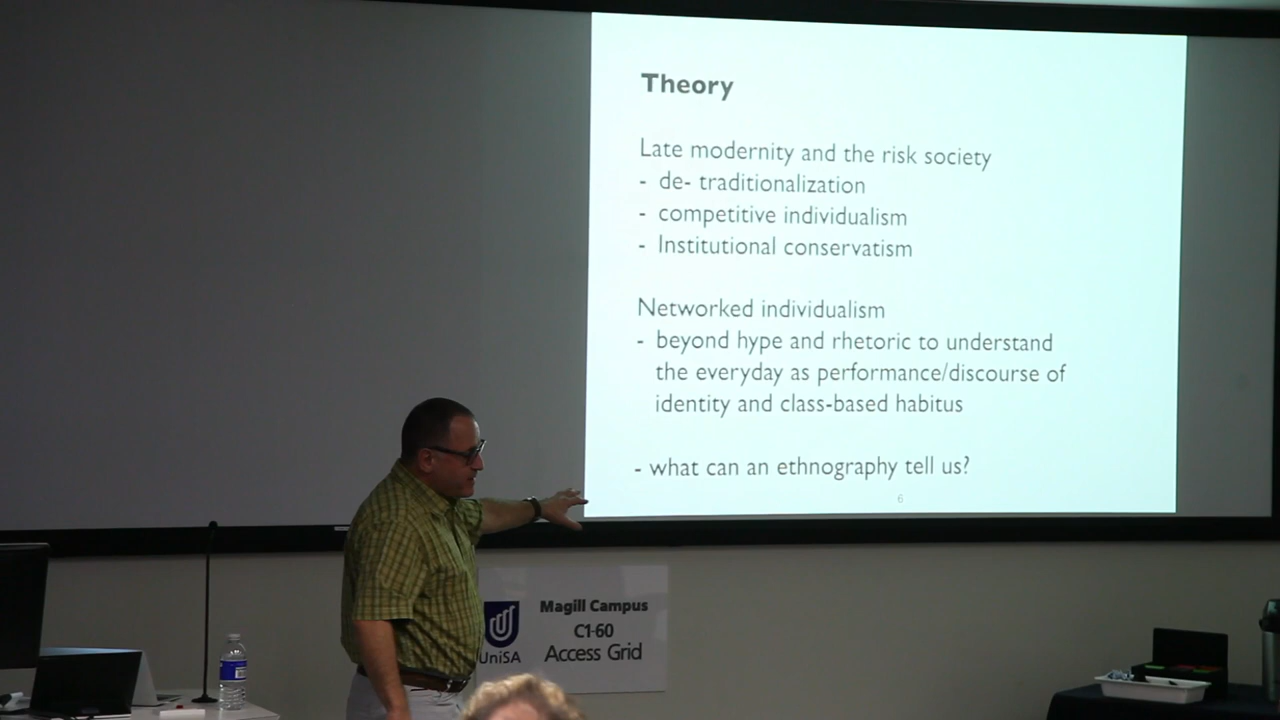 Theory
Late modernity and the risk society
- de- traditionalization
- competitive individualism
- Institutional conservatism
Networked individualism
- beyond hype and rhetoric to understand
the everyday as performance/discourse of
identity and class-based habitus
- what can an ethnography tell us?
6
Magill Campus
C1-60
Access Grid
UniSA